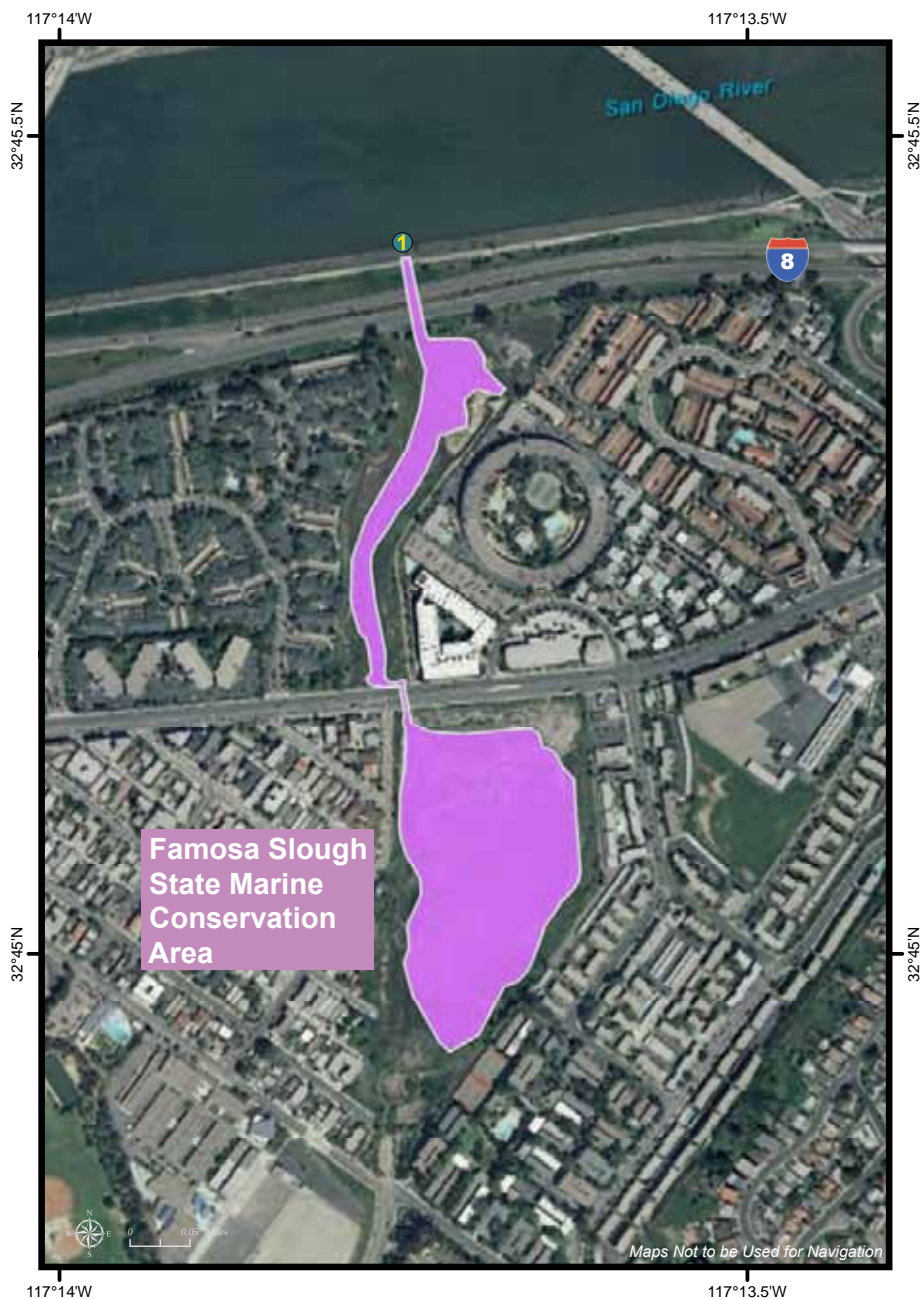 117°14'W 117°13.5'W
32°45.5'N 32°45.5'N
San Diego River
1
8
Famosa Slough
State Marine
Conservation
Area
32°45'N 32°45'N
N
W E
S
0 0.05 Miles
Maps Not to be Used for Navigation
117°14'W 117°13.5'W